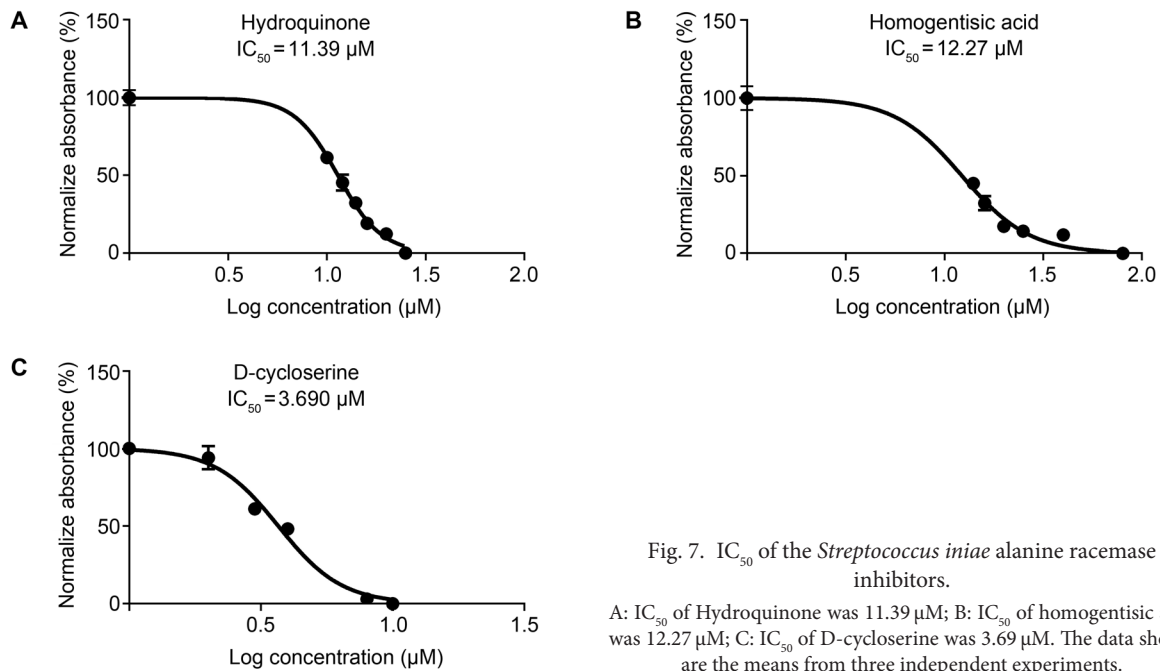 A
Hydroquinone
IC50 = 11.39 µM
Normalize absorbance (%)
150
100
50
0
0.5 1.0 1.5 2.0
Log concentration (µM)
B
Homogentisic acid
IC50 = 12.27 µM
Normalize absorbance (%)
150
100
50
0
0.5 1.0 1.5 2.0
Log concentration (µM)
C
D-cycloserine
IC50 = 3.690 µM
Normalize absorbance (%)
150
100
50
0
0.5 1.0 1.5
Log concentration (µM)
Fig. 7. IC50 of the Streptococcus iniae alanine racemase
inhibitors.
A: IC50 of Hydroquinone was 11.39 µM; B: IC50 of homogentisic
was 12.27 µM; C: IC50 of D-cycloserine was 3.69 µM. The data
are the means from three independent experiments.